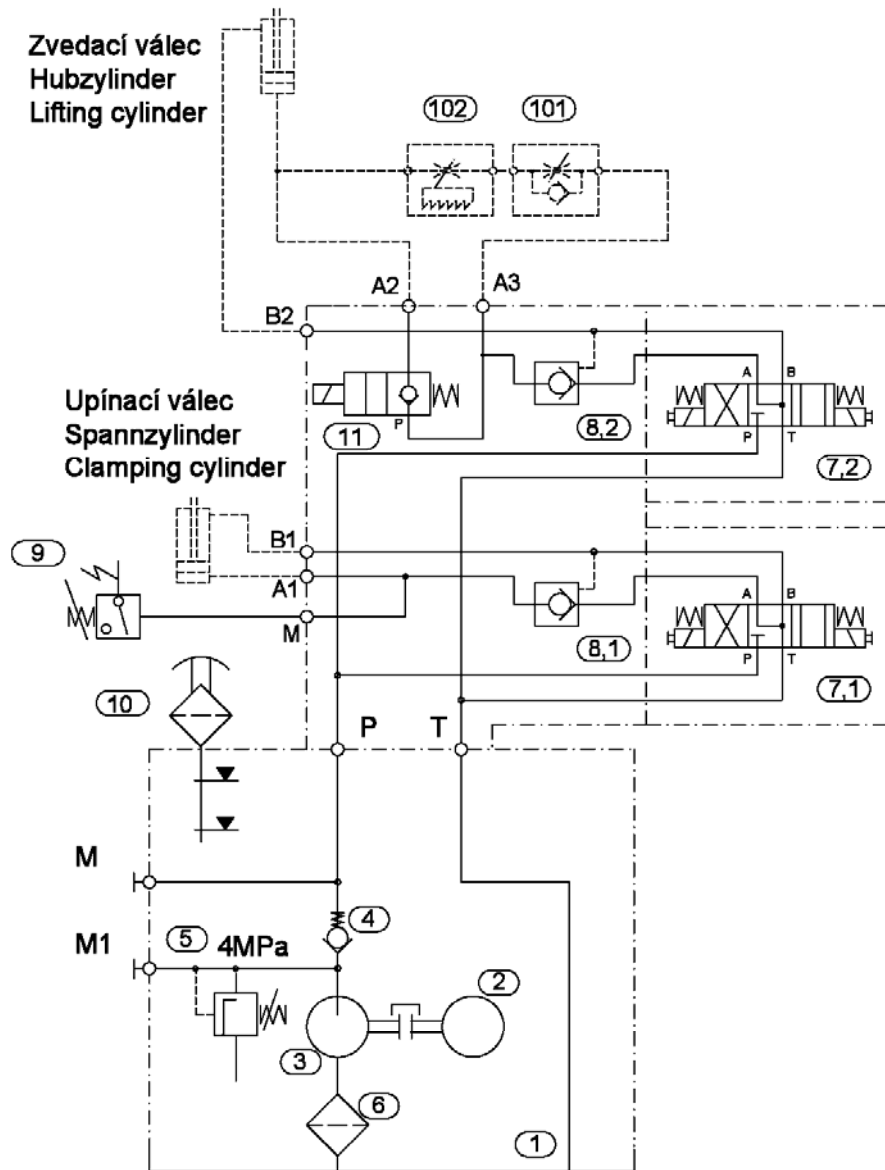 Zvedací válec
Hubzylinder
Lifting cylinder
102
101
A2
A3
B2
A B
P
11
8,2
P T
7,2
Upínací válec
Spannzylinder
Clamping cylinder
9
B1
A1
M
A B
8,1
P T
7,1
10
P
T
M
4
M1
5
4MPa
2
3
6
1